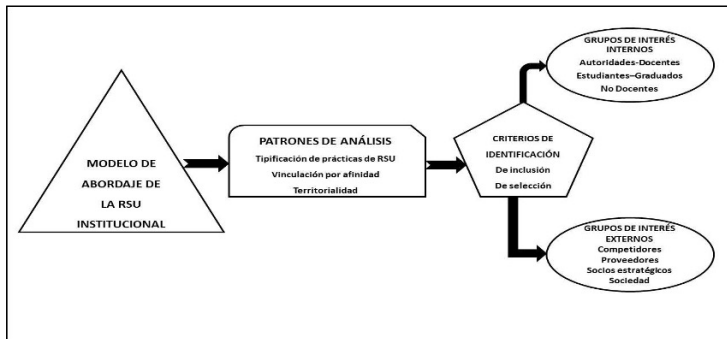 MODELO DE
ABORDAJE DE
LA RSU
INSTITUCIONAL
PATRONES DE ANÁLISIS
Tipificación de prácticas de RSU
Vinculación por afinidad
Territorialidad
CRITERIOS DE
IDENTIFICACIÓN
De inclusión
De selección
GRUPOS DE INTERÉS
INTERNOS
Autoridades-Docentes
Estudiantes–Graduados
No Docentes
GRUPOS DE INTERÉS
EXTERNOS
Competidores
Proveedores
Socios estratégicos
Sociedad